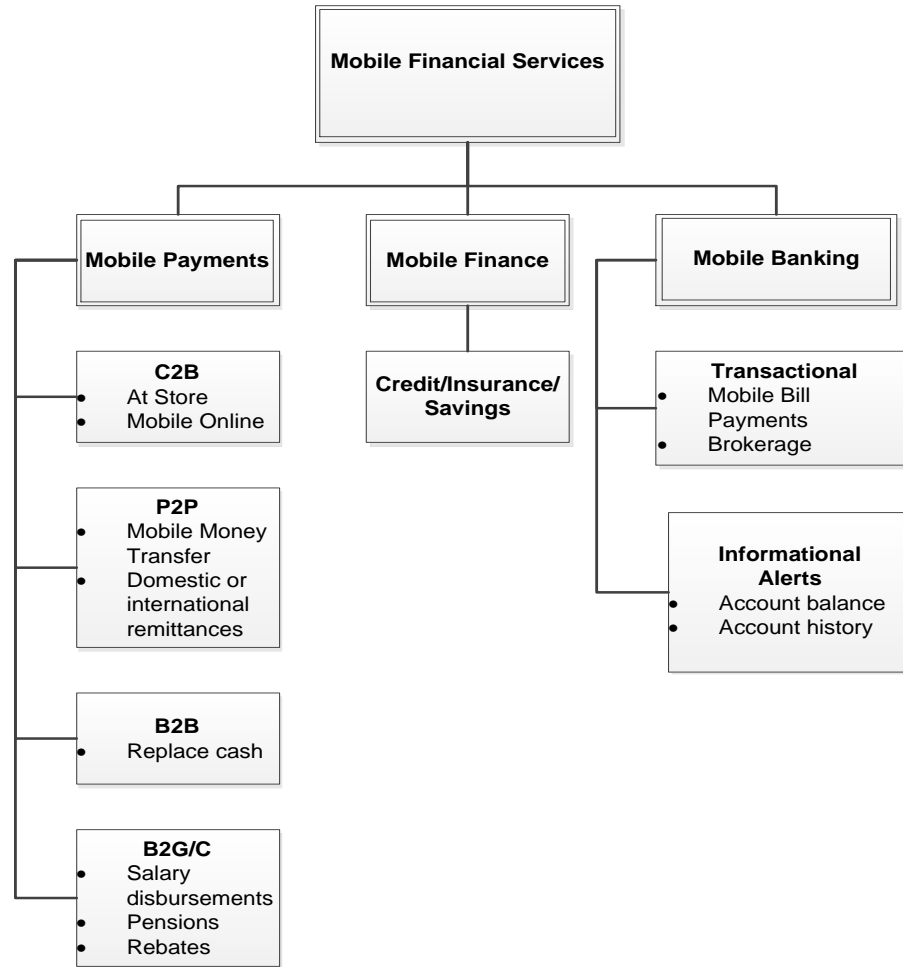 Mobile Financial Services
Mobile Payments
Mobile Finance
Mobile Banking
C2B
• At Store
• Mobile Online
P2P
• Mobile Money
Transfer
• Domestic or
international
remittances
B2B
• Replace cash
B2G/C
• Salary
disbursements
• Pensions
• Rebates
Credit/Insurance/
Savings
Transactional
• Mobile Bill
Payments
• Brokerage
Informational
Alerts
• Account balance
• Account history